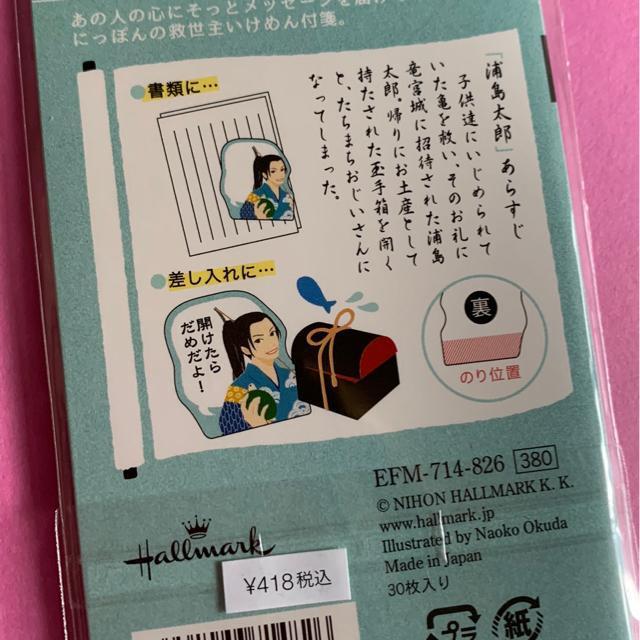 あの人の心にそっとメッセージを届け
にっぽんの救世主いけめん付箋。
書類に…
『浦島太郎』あらすじ
子供達にいじめられて
いた亀を救い、そのお礼に
竜宮城に招待された浦島
太郎。帰りにお土産として
持たされた玉手箱を開く
と、たちまちおじいさんに
なってしまった。
差し入れに…
開けたら
だめだよ!
裏
のり位置
EFM-714-826 380
© NIHON HALLMARK K. K.
www.hallmark.jp
Illustrated by Naoko Okuda
Made in Japan
30枚入り
Hallmark
¥418税込
プラ
紙